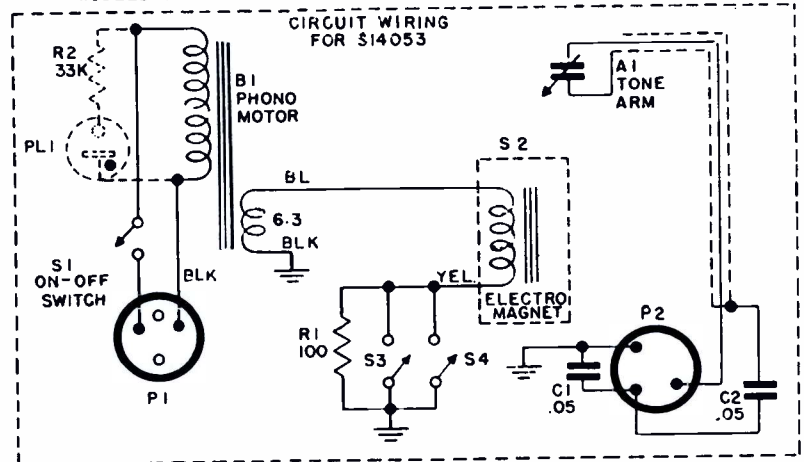 CIRCUIT WIRING
FOR S14053
R2
33K
B1
PHONO
MOTOR
A1
TONE
ARM
PL1
S2
BL
6.3
BLK
S1
ON-OFF
SWITCH
BLK
YEL.
ELECTRO
MAGNET
P2
R1
100
S3
S4
C1
.05
C2
.05
P1